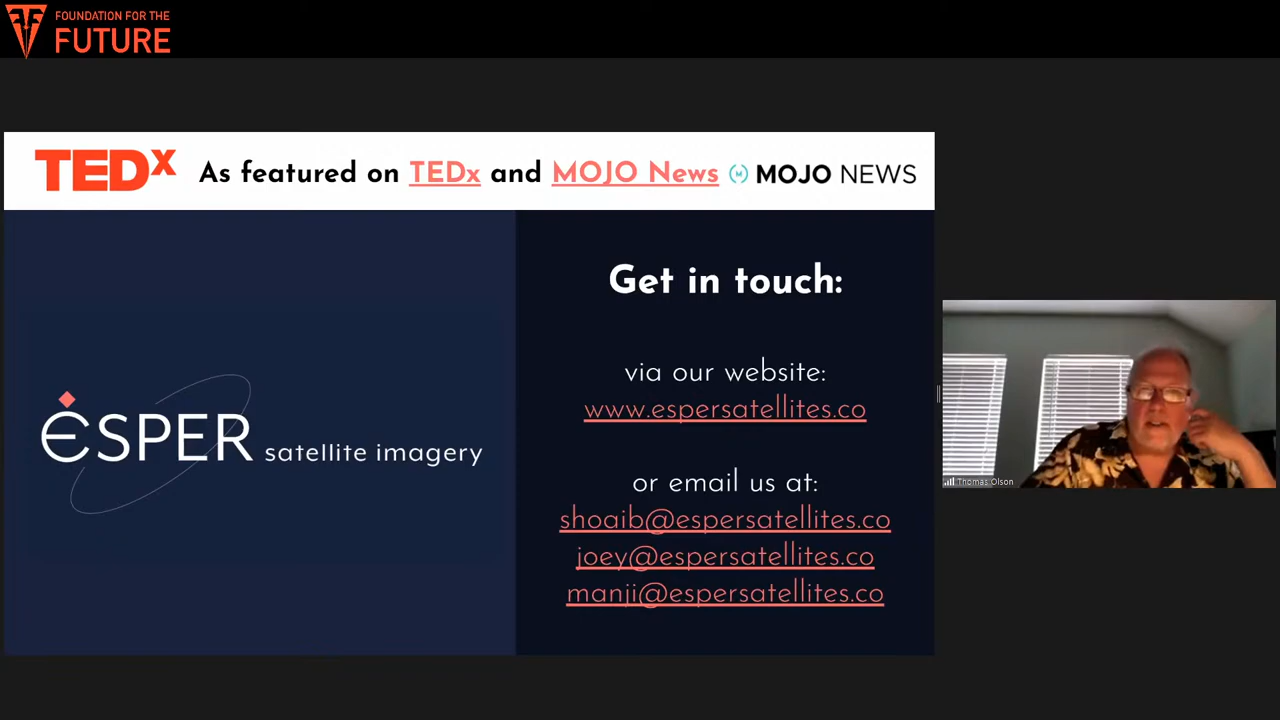 FOUNDATION FOR THE
FUTURE
TEDx As featured on TEDx and MOJO News MOJO NEWS
Get in touch:
via our website:
www.espersatellites.co
ESPER satellite imagery
or email us at:
shoaib@espersatellites.co
joey@espersatellites.co
manji@espersatellites.co
Thomas Olson